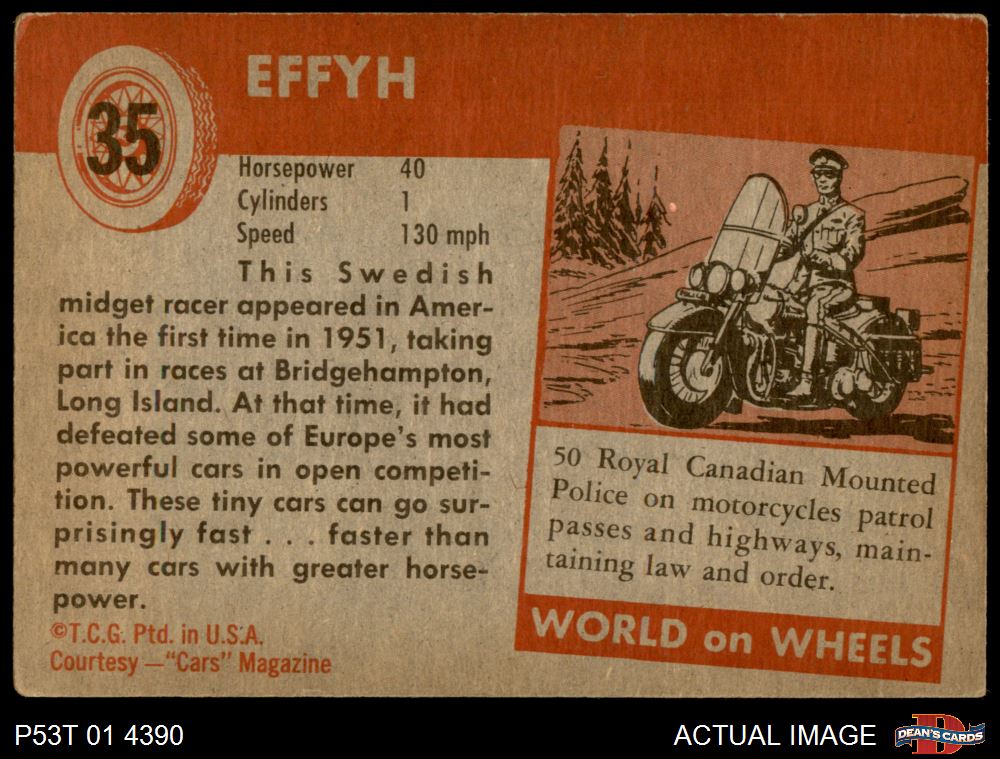 35
EFFYH
Horsepower 40
Cylinders 1
Speed 130 mph
This Swedish
midget racer appeared in Amer-
ica the first time in 1951, taking
part in races at Bridgehampton,
Long Island. At that time, it had
defeated some of Europe's most
powerful cars in open competi-
tion. These tiny cars can go sur-
prisingly fast . . . faster than
many cars with greater horse-
power.
©T.C.G. Ptd. in U.S.A.
Courtesy —"Cars" Magazine
50 Royal Canadian Mounted
Police on motorcycles patrol
passes and highways, main-
taining law and order.
WORLD on WHEELS
P53T 01 4390
ACTUAL IMAGE
DEAN'S CARDS